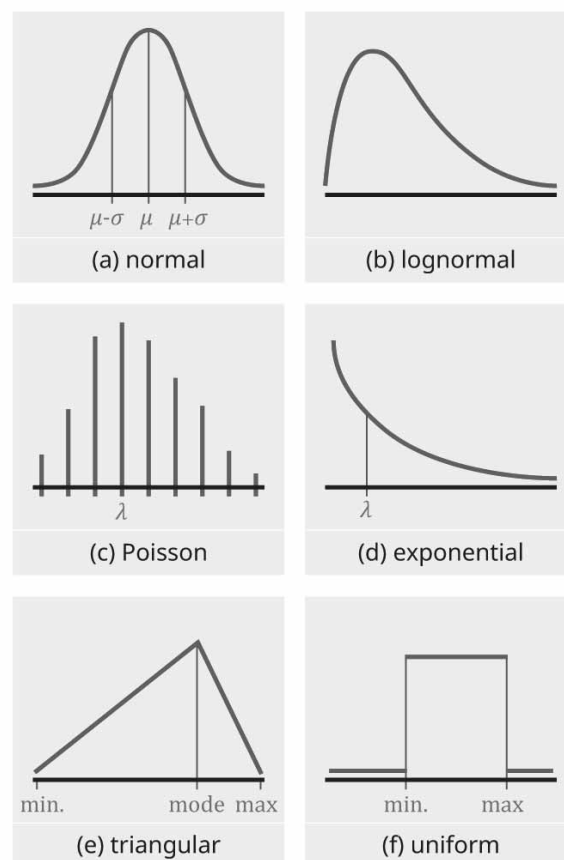 μ-σ μ μ+σ
(a) normal
(b) lognormal
λ
(c) Poisson
λ
(d) exponential
min. mode max
(e) triangular
min. max
(f) uniform